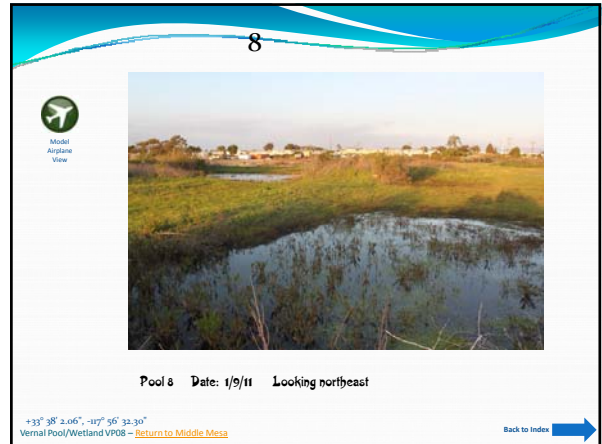 8
Model
Airplane
View
Pool 8 Date: 1/9/11 Looking northeast
+33° 38' 2.06", -117° 56' 32.30"
Vernal Pool/Wetland VP08 – Return to Middle Mesa
Back to Index